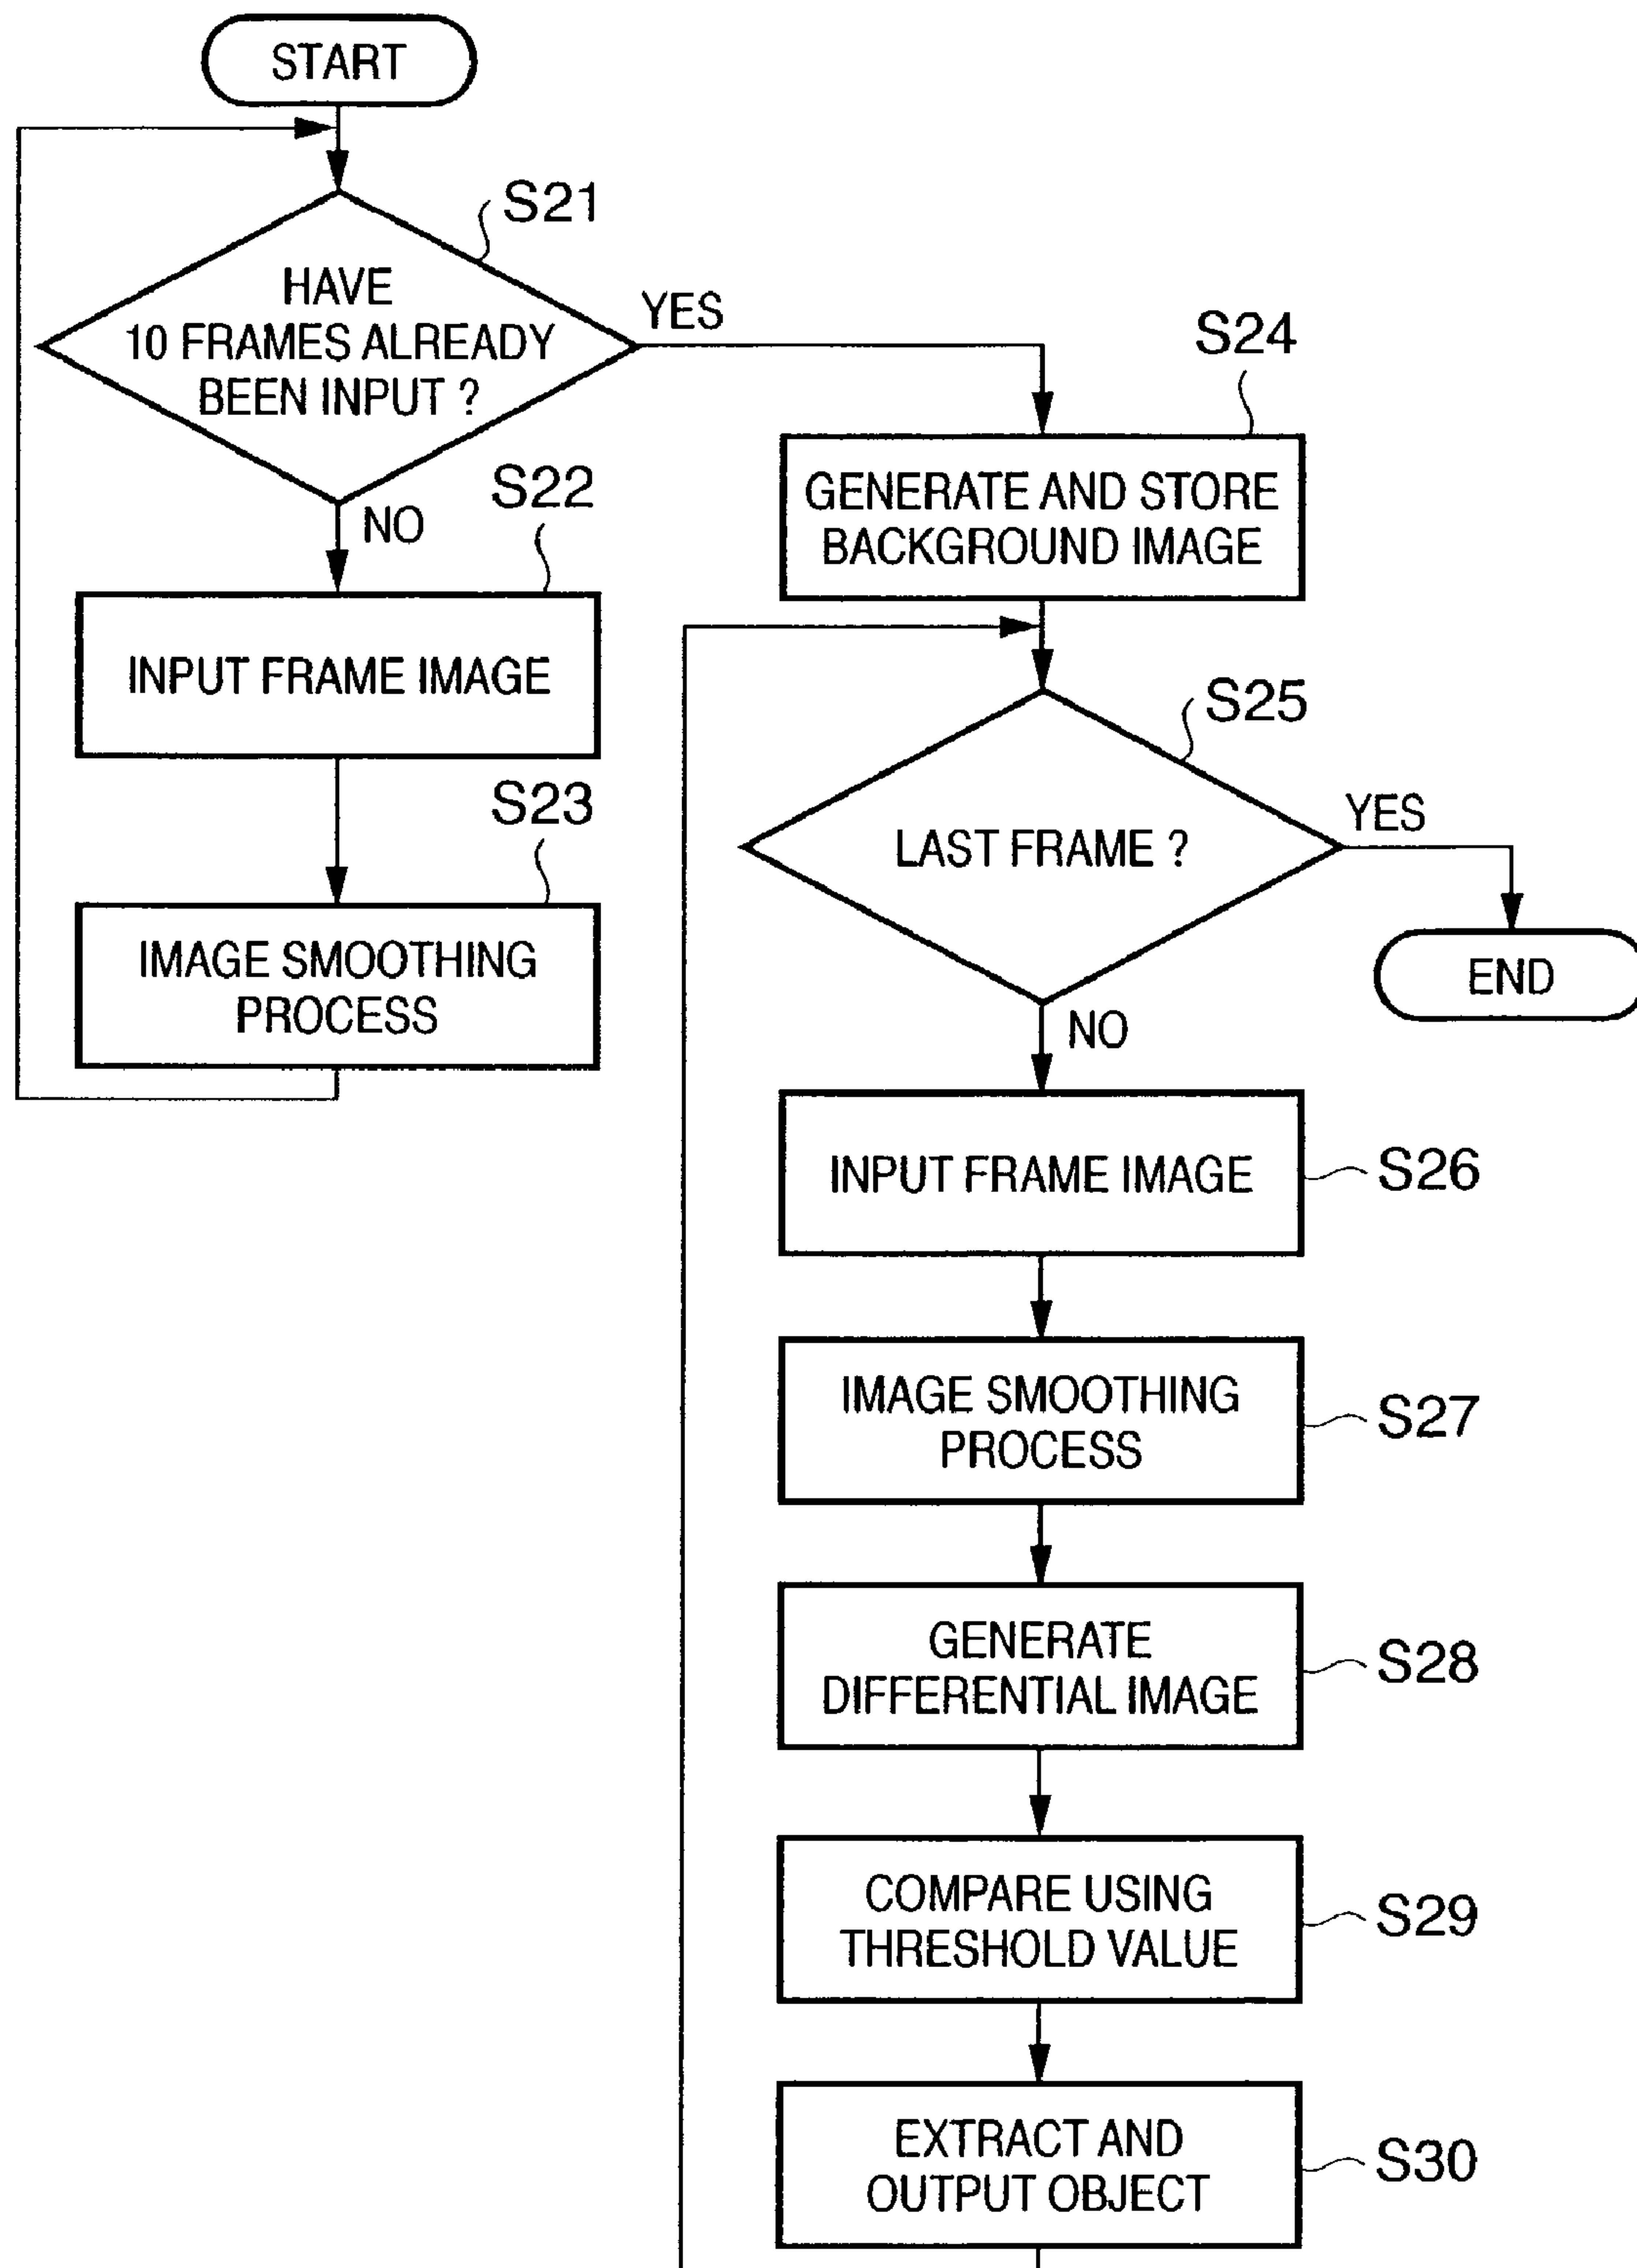 START
S21
HAVE
10 FRAMES ALREADY
BEEN INPUT ?
YES
NO
S22
INPUT FRAME IMAGE
S23
IMAGE SMOOTHING
PROCESS
S24
GENERATE AND STORE
BACKGROUND IMAGE
S25
LAST FRAME ?
YES
END
NO
INPUT FRAME IMAGE
S26
IMAGE SMOOTHING
PROCESS
S27
GENERATE
DIFFERENTIAL IMAGE
S28
COMPARE USING
THRESHOLD VALUE
S29
EXTRACT AND
OUTPUT OBJECT
S30